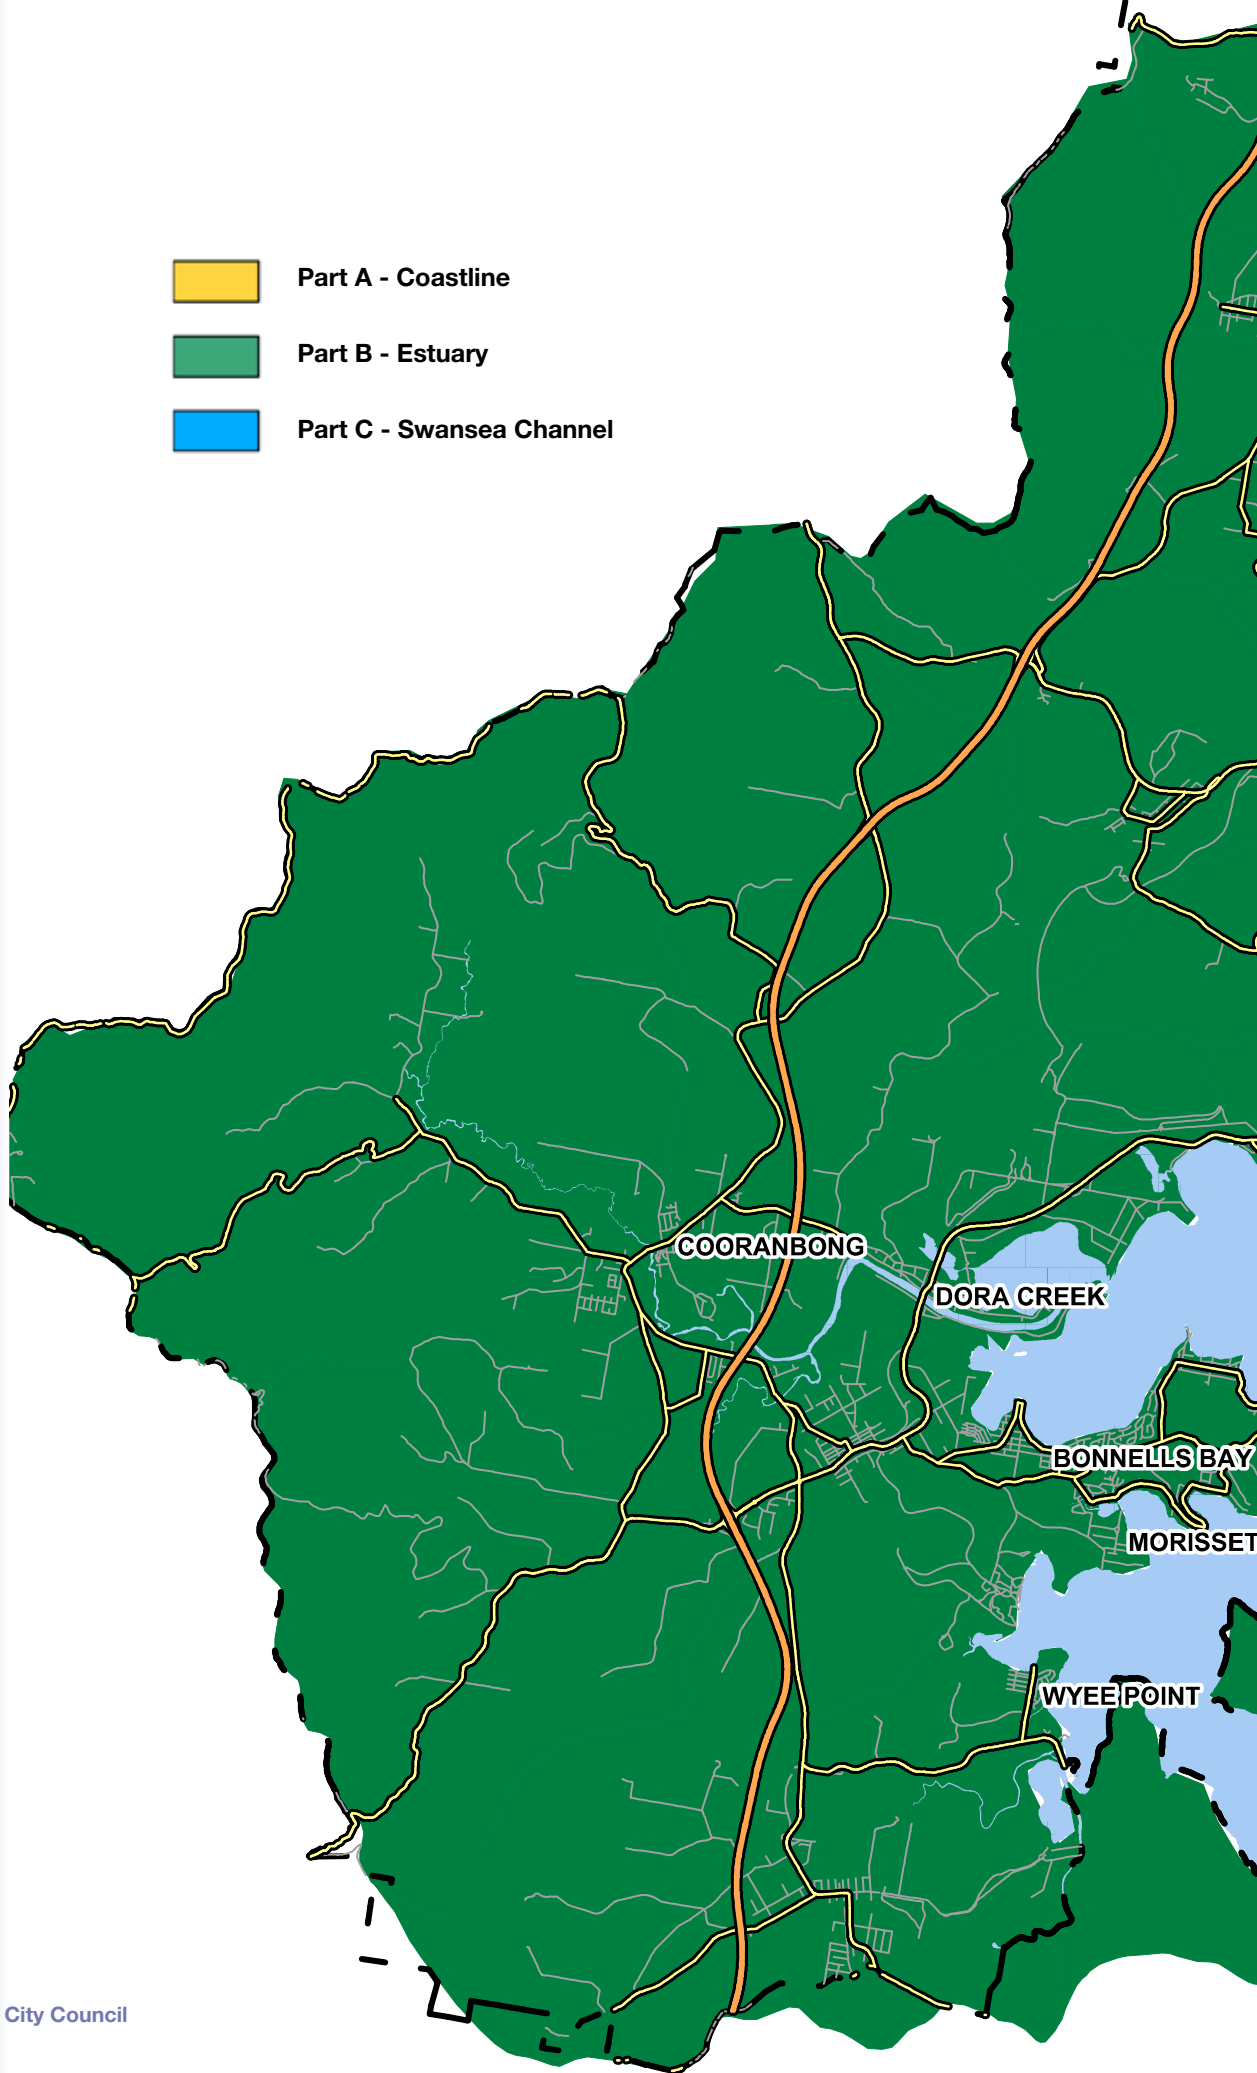 Part A - Coastline
Part B - Estuary
Part C - Swansea Channel
COORANBONG
DORA CREEK
BONNELLS BAY
MORISSET
WYEE POINT
City Council